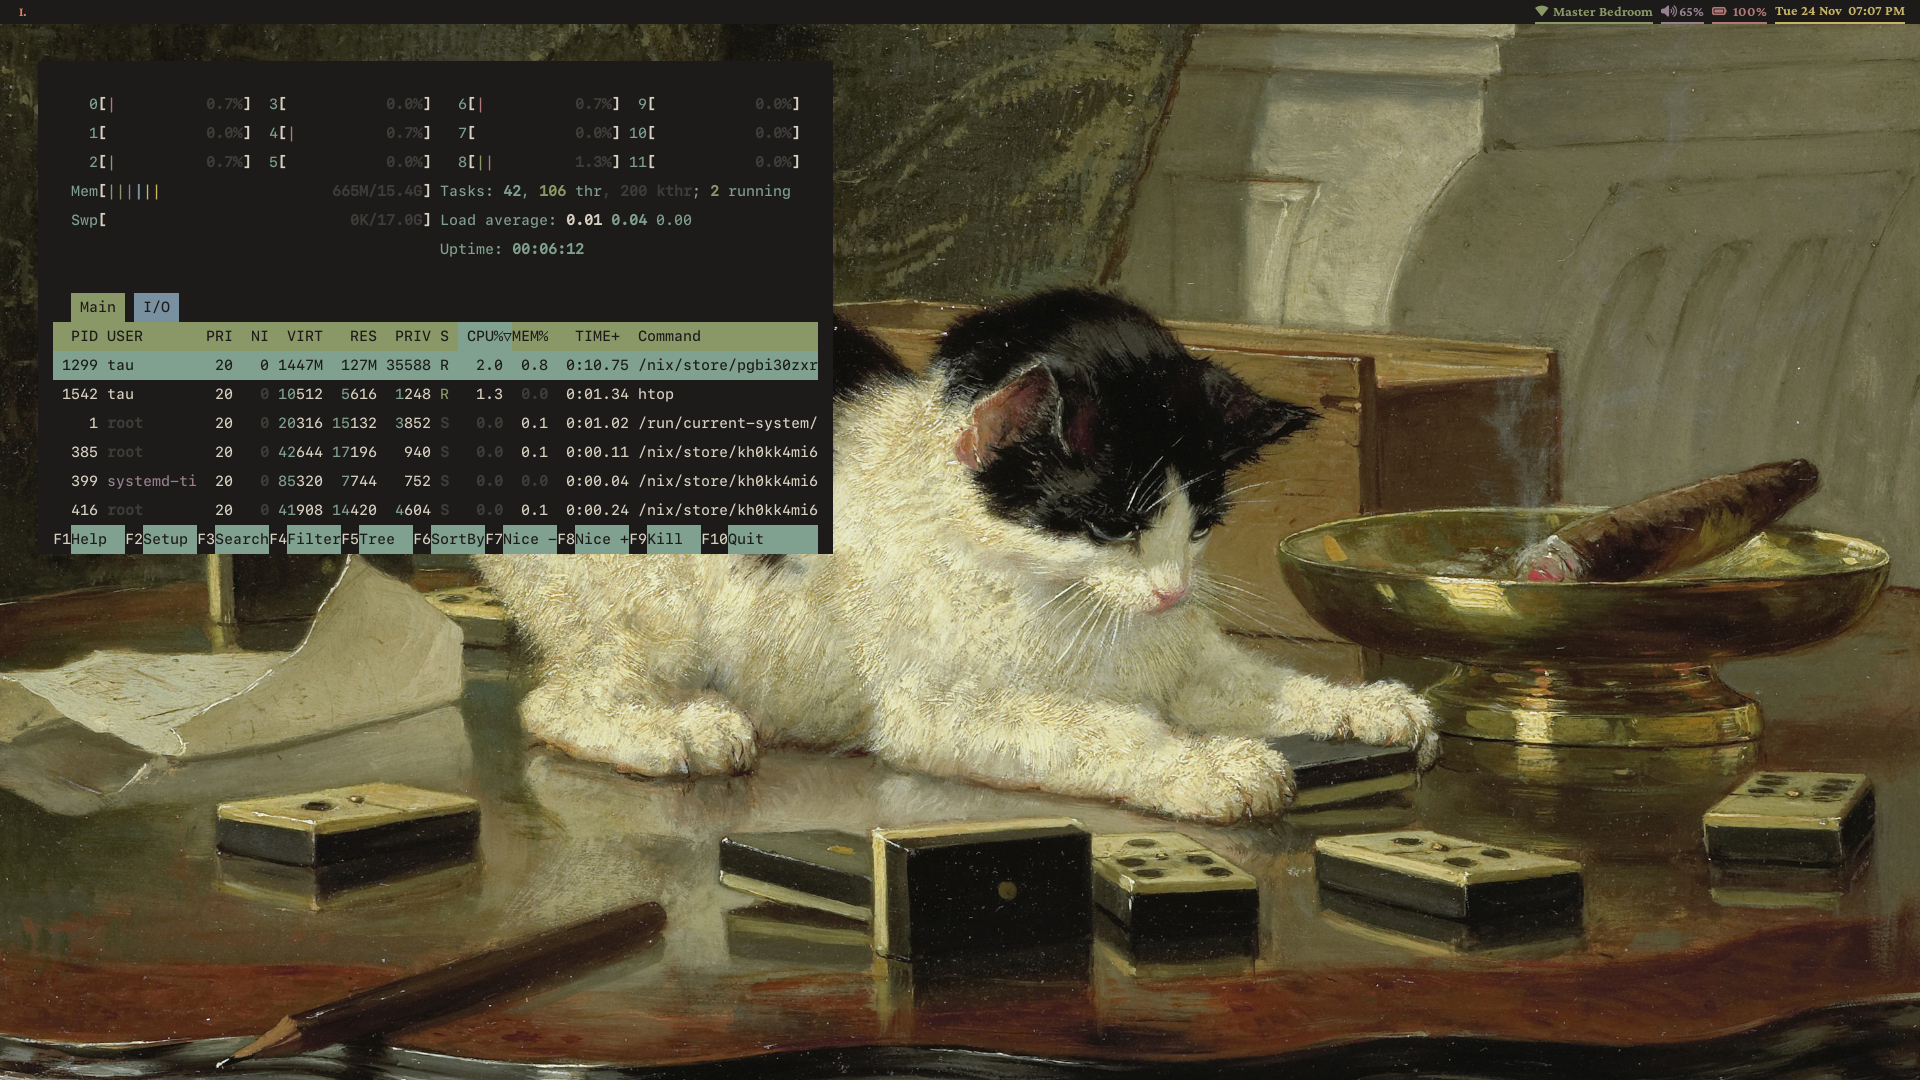 I.
Master Bedroom 65% 100% Tue 24 Nov 07:07 PM
0[| 0.7%] 3[ 0.0%] 6[| 0.7%] 9[ 0.0%]
1[ 0.0%] 4[| 0.7%] 7[ 0.0%] 10[ 0.0%]
2[| 0.7%] 5[ 0.0%] 8[|| 1.3%] 11[ 0.0%]
Mem[|||||| 665M/15.4G] Tasks: 42, 106 thr, 200 kthr; 2 running
Swp[ 0K/17.0G] Load average: 0.01 0.04 0.00
Uptime: 00:06:12
Main I/O
PID USER PRI NI VIRT RES PRIV S CPU%▽MEM% TIME+ Command
1299 tau 20 0 1447M 127M 35588 R 2.0 0.8 0:10.75 /nix/store/pgbi30zxr
1542 tau 20 0 10512 5616 1248 R 1.3 0.0 0:01.34 htop
1 root 20 0 20316 15132 3852 S 0.0 0.1 0:01.02 /run/current-system/
385 root 20 0 42644 17196 940 S 0.0 0.1 0:00.11 /nix/store/kh0kk4mi6
399 systemd-ti 20 0 85320 7744 752 S 0.0 0.0 0:00.04 /nix/store/kh0kk4mi6
416 root 20 0 41908 14420 4604 S 0.0 0.1 0:00.24 /nix/store/kh0kk4mi6
F1Help F2Setup F3SearchF4FilterF5Tree F6SortByF7Nice -F8Nice +F9Kill F10Quit